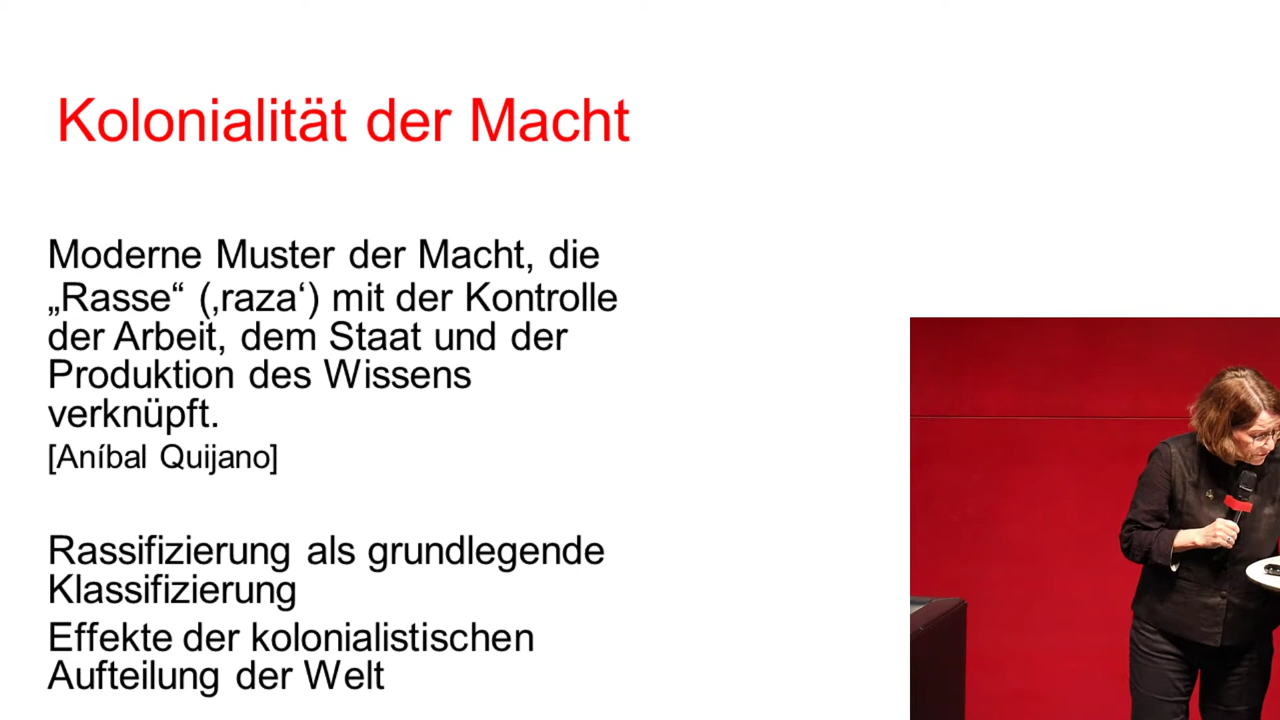 Kolonialität der Macht
Moderne Muster der Macht, die
„Rasse“ (‚raza‘) mit der Kontrolle
der Arbeit, dem Staat und der
Produktion des Wissens
verknüpft.
[Aníbal Quijano]
Rassifizierung als grundlegende
Klassifizierung
Effekte der kolonialistischen
Aufteilung der Welt